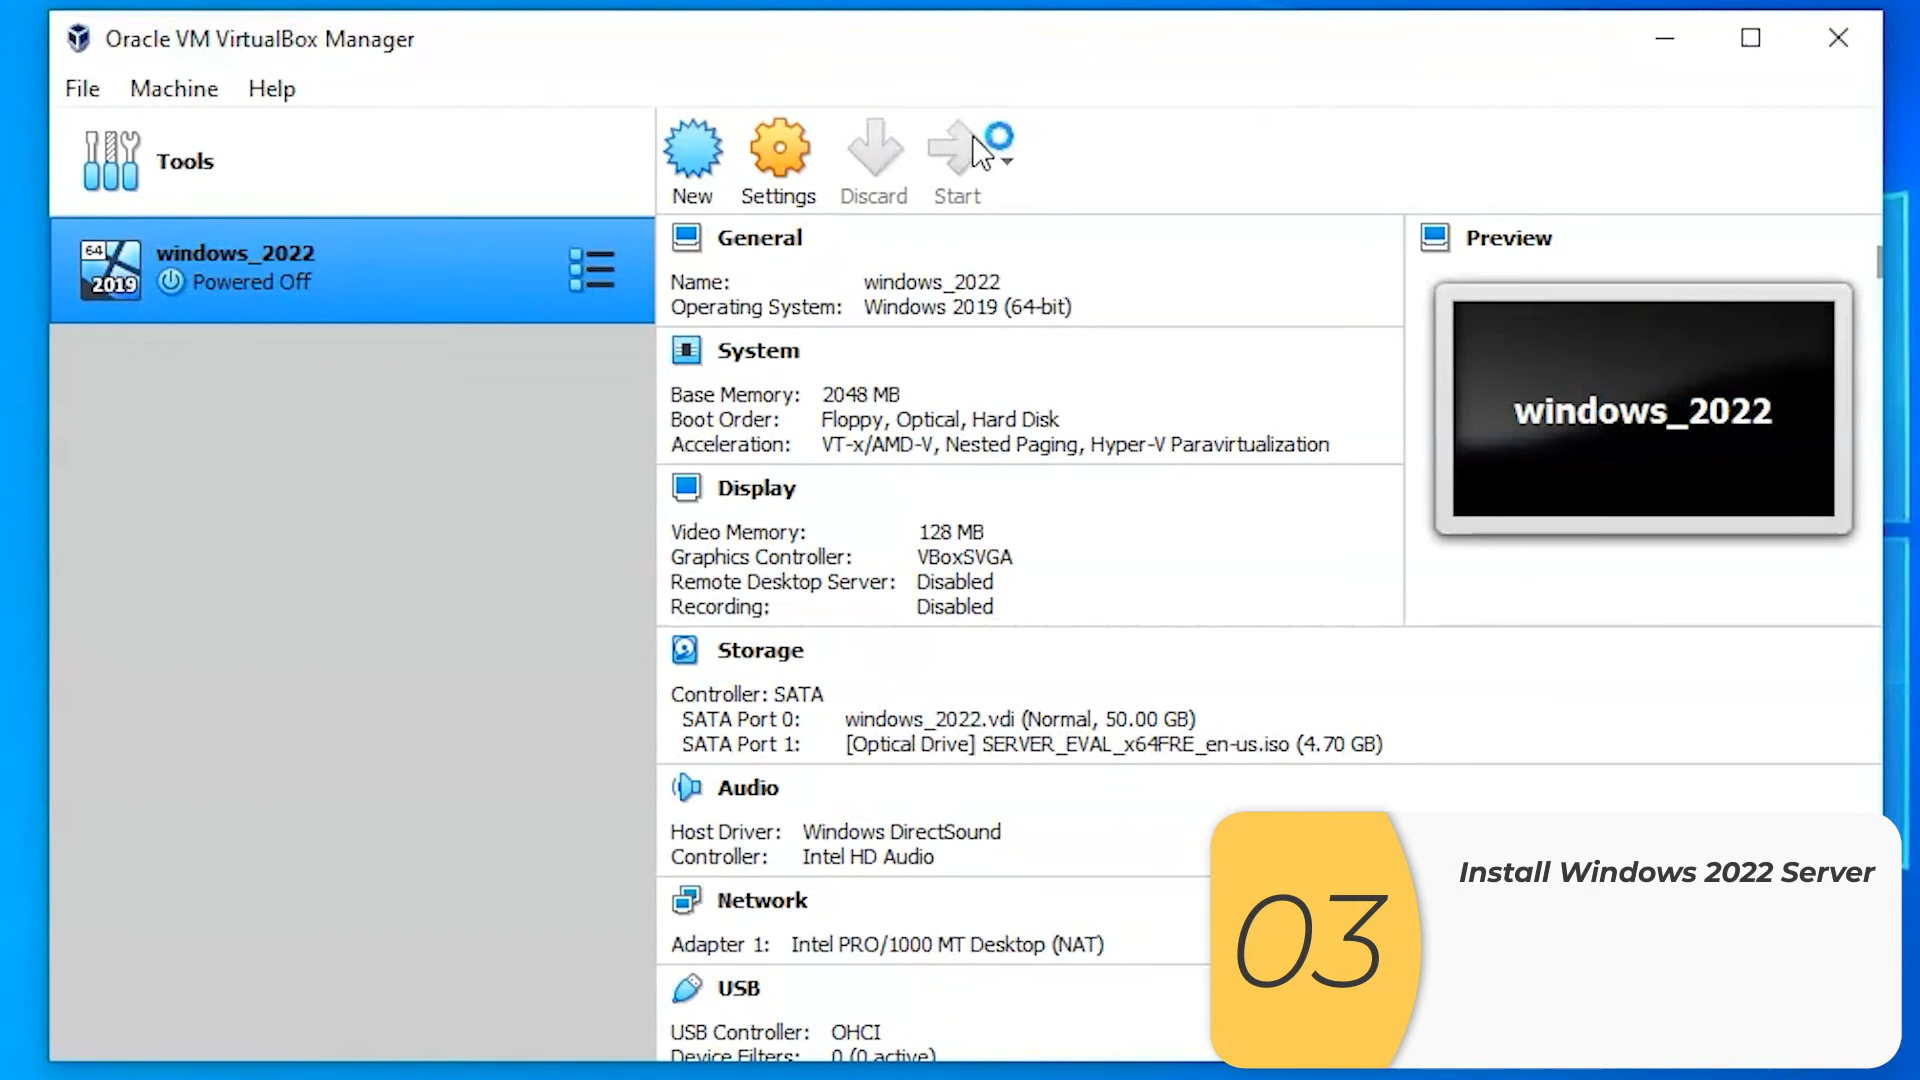 Oracle VM VirtualBox Manager
File Machine Help
Tools
New Settings Discard Start
64
2019
windows_2022
Powered Off
General
Name: windows_2022
Operating System: Windows 2019 (64-bit)
System
Base Memory: 2048 MB
Boot Order: Floppy, Optical, Hard Disk
Acceleration: VT-x/AMD-V, Nested Paging, Hyper-V Paravirtualization
Display
Video Memory: 128 MB
Graphics Controller: VBoxSVGA
Remote Desktop Server: Disabled
Recording: Disabled
Preview
windows_2022
Storage
Controller: SATA
SATA Port 0: windows_2022.vdi (Normal, 50.00 GB)
SATA Port 1: [Optical Drive] SERVER_EVAL_x64FRE_en-us.iso (4.70 GB)
Audio
Host Driver: Windows DirectSound
Controller: Intel HD Audio
Network
Adapter 1: Intel PRO/1000 MT Desktop (NAT)
USB
USB Controller: OHCI
Device Filters: 0 (0 active)
03
Install Windows 2022 Server